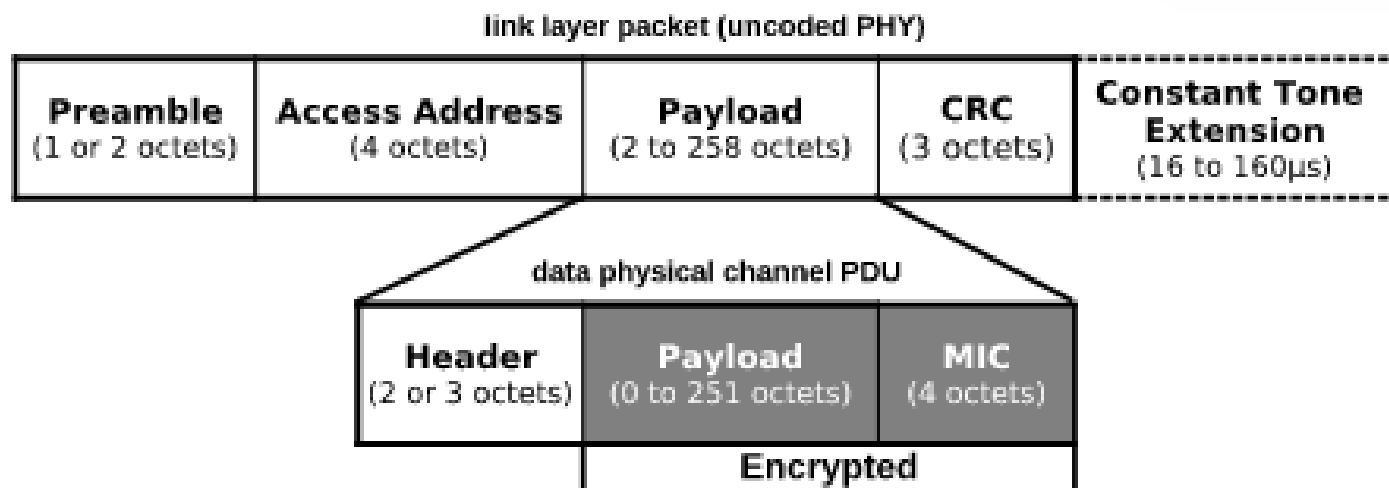 link layer packet (uncoded PHY)
Preamble
(1 or 2 octets)
Access Address
(4 octets)
Payload
(2 to 258 octets)
CRC
(3 octets)
Constant Tone
Extension
(16 to 160µs)
data physical channel PDU
Header
(2 or 3 octets)
Payload
(0 to 251 octets)
MIC
(4 octets)
Encrypted